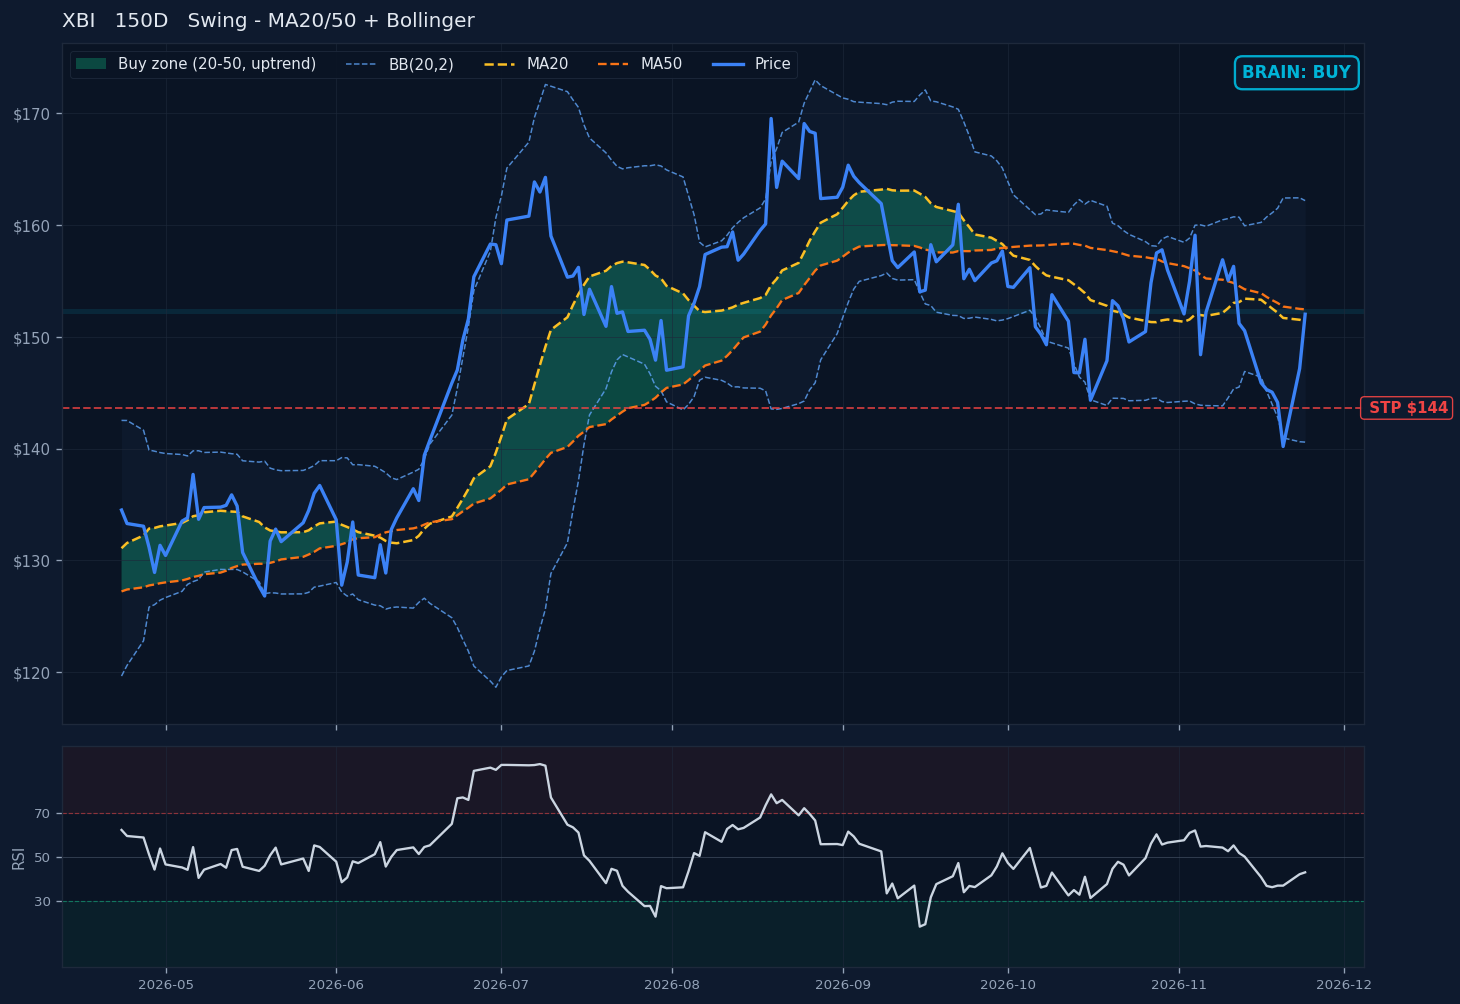 XBI   150D   Swing - MA20/50 + Bollinger
Buy zone (20-50, uptrend)   BB(20,2)   MA20   MA50   Price
BRAIN: BUY
$170
$160
$150
STP $144
$140
$130
$120
70
50
30
RSI
2026-05   2026-06   2026-07   2026-08   2026-09   2026-10   2026-11   2026-12